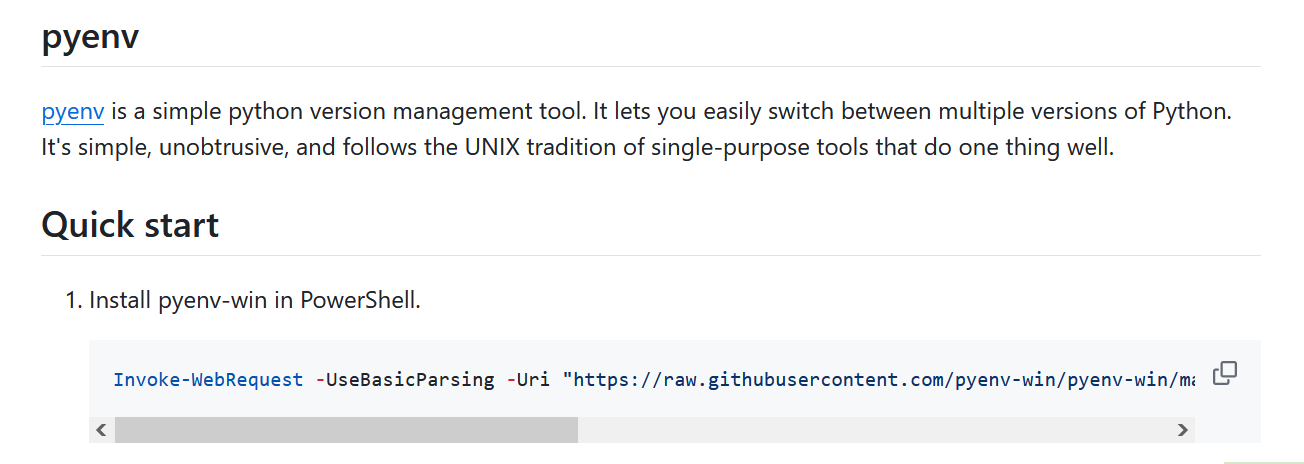 pyenv
pyenv is a simple python version management tool. It lets you easily switch between multiple versions of Python.
It's simple, unobtrusive, and follows the UNIX tradition of single-purpose tools that do one thing well.
Quick start
1. Install pyenv-win in PowerShell.
Invoke-WebRequest -UseBasicParsing -Uri "https://raw.githubusercontent.com/pyenv-win/pyenv-win/ma